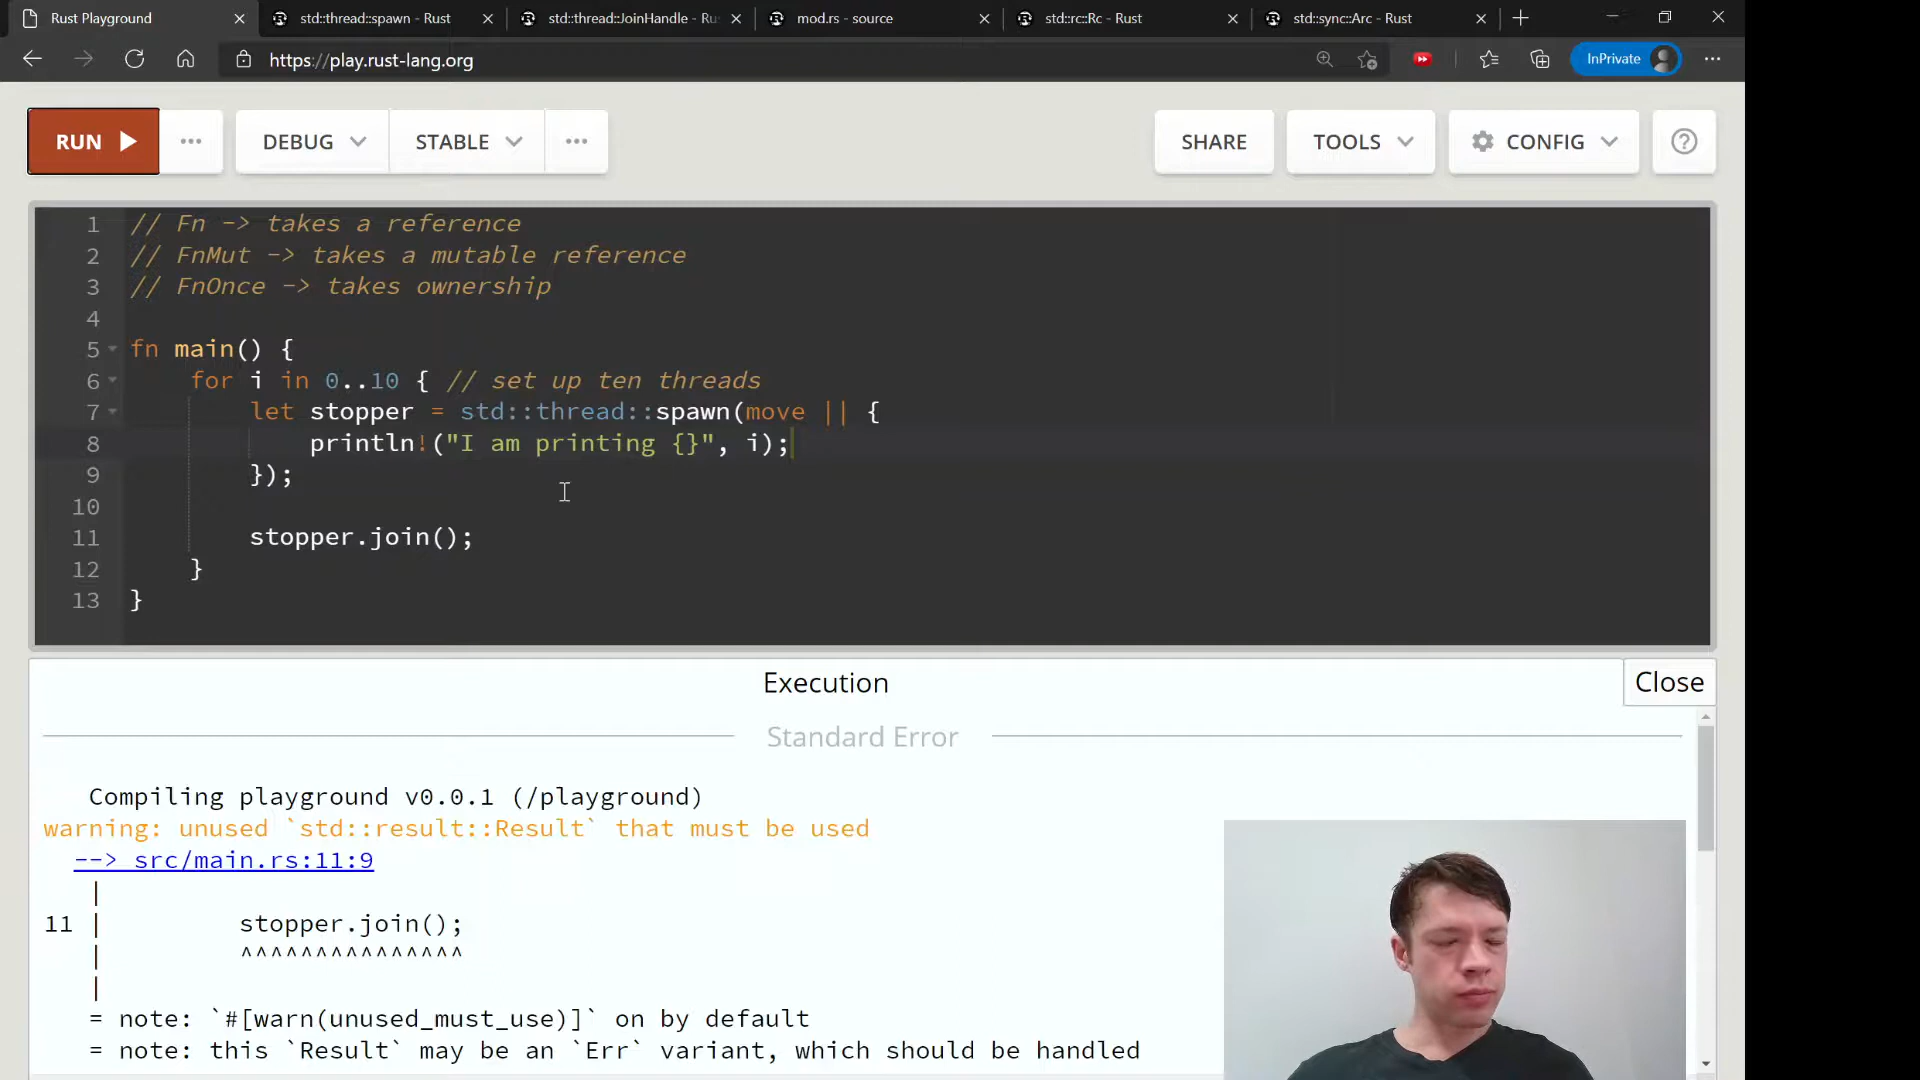 Rust Playground
std::thread::spawn - Rust
std::thread::JoinHandle - Ru
mod.rs - source
std::rc::Rc - Rust
std::sync::Arc - Rust
https://play.rust-lang.org
InPrivate
RUN
DEBUG
STABLE
SHARE
TOOLS
CONFIG
1 // Fn -> takes a reference
2 // FnMut -> takes a mutable reference
3 // FnOnce -> takes ownership
4
5 fn main() {
6 for i in 0..10 { // set up ten threads
7 let stopper = std::thread::spawn(move || {
8 println!("I am printing {}", i);
9 });
10
11 stopper.join();
12 }
13 }
Execution
Close
Standard Error
Compiling playground v0.0.1 (/playground)
warning: unused `std::result::Result` that must be used
--> src/main.rs:11:9
|
11 | stopper.join();
| ^^^^^^^^^^^^^^^
|
= note: `#[warn(unused_must_use)]` on by default
= note: this `Result` may be an `Err` variant, which should be handled